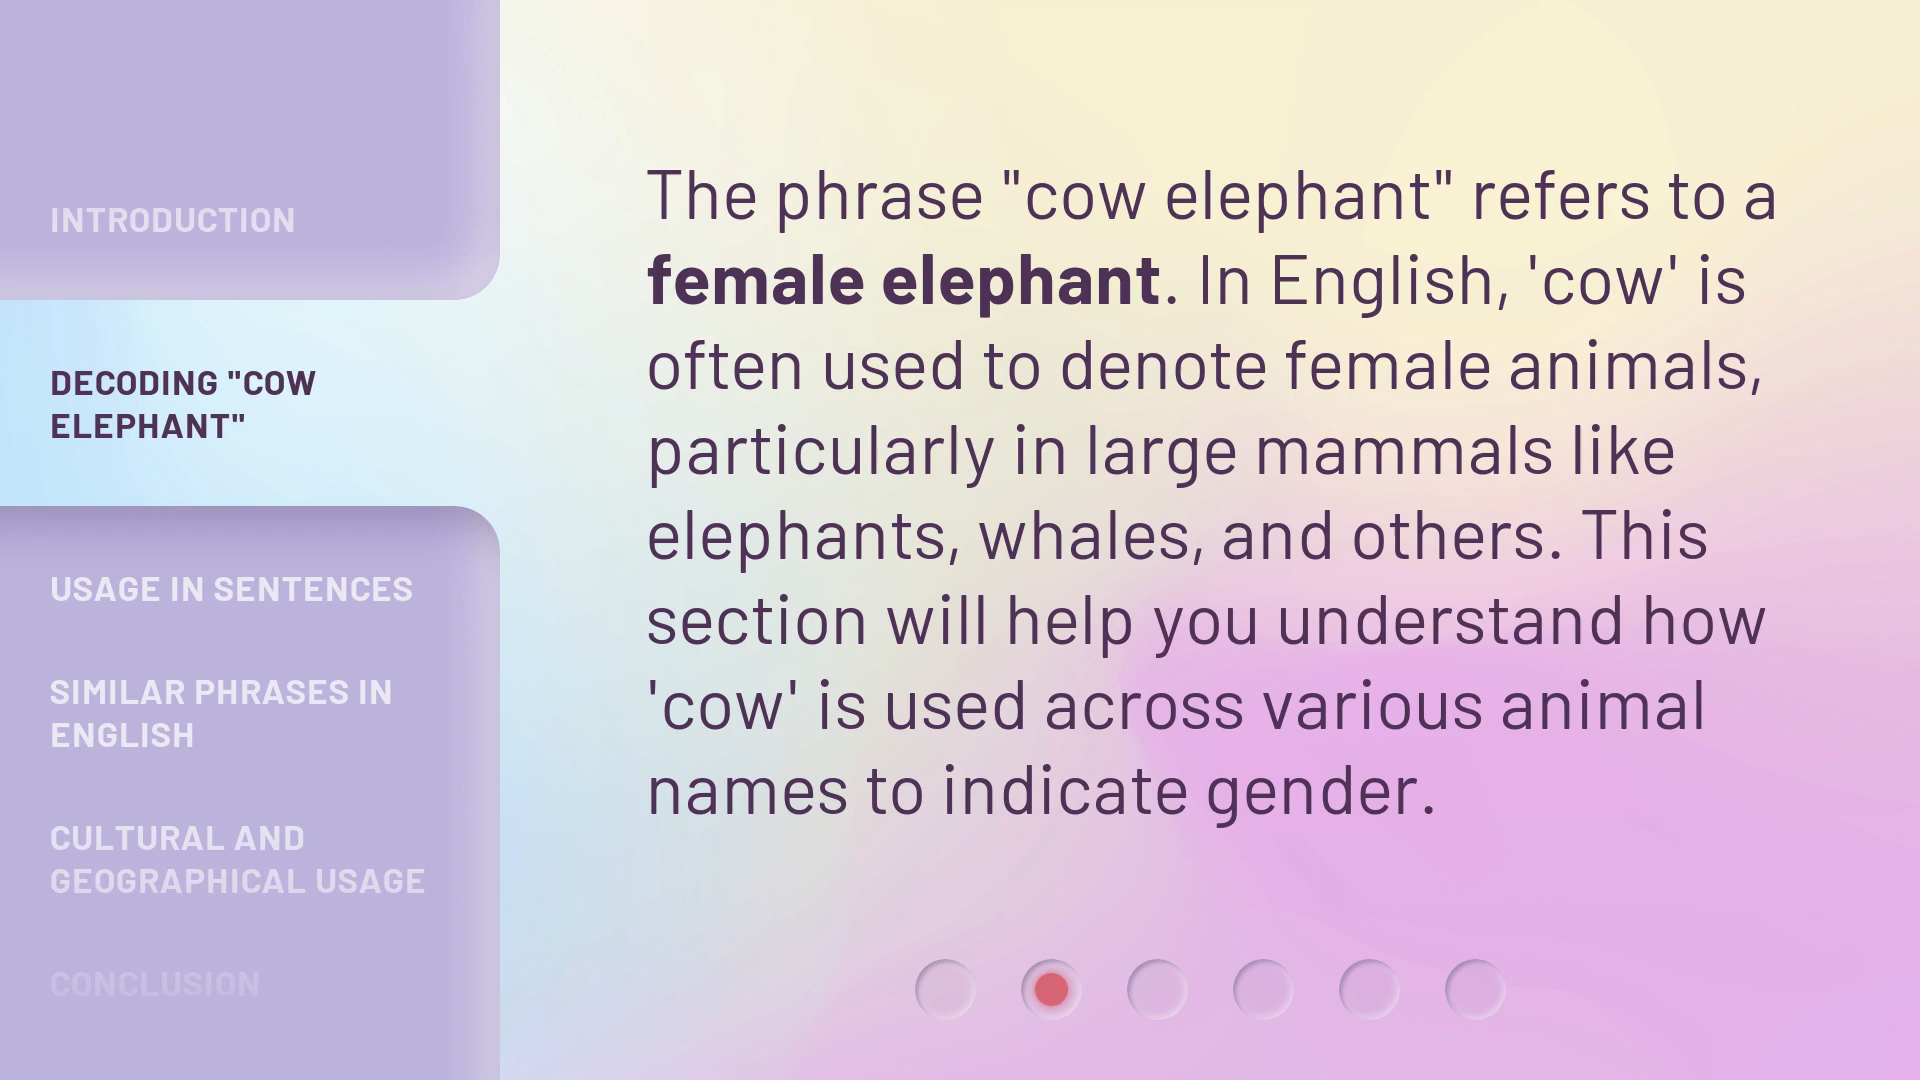 INTRODUCTION
DECODING "COW
ELEPHANT"
USAGE IN SENTENCES
SIMILAR PHRASES IN
ENGLISH
CULTURAL AND
GEOGRAPHICAL USAGE
CONCLUSION
The phrase "cow elephant" refers to a
female elephant. In English, 'cow' is
often used to denote female animals,
particularly in large mammals like
elephants, whales, and others. This
section will help you understand how
'cow' is used across various animal
names to indicate gender.